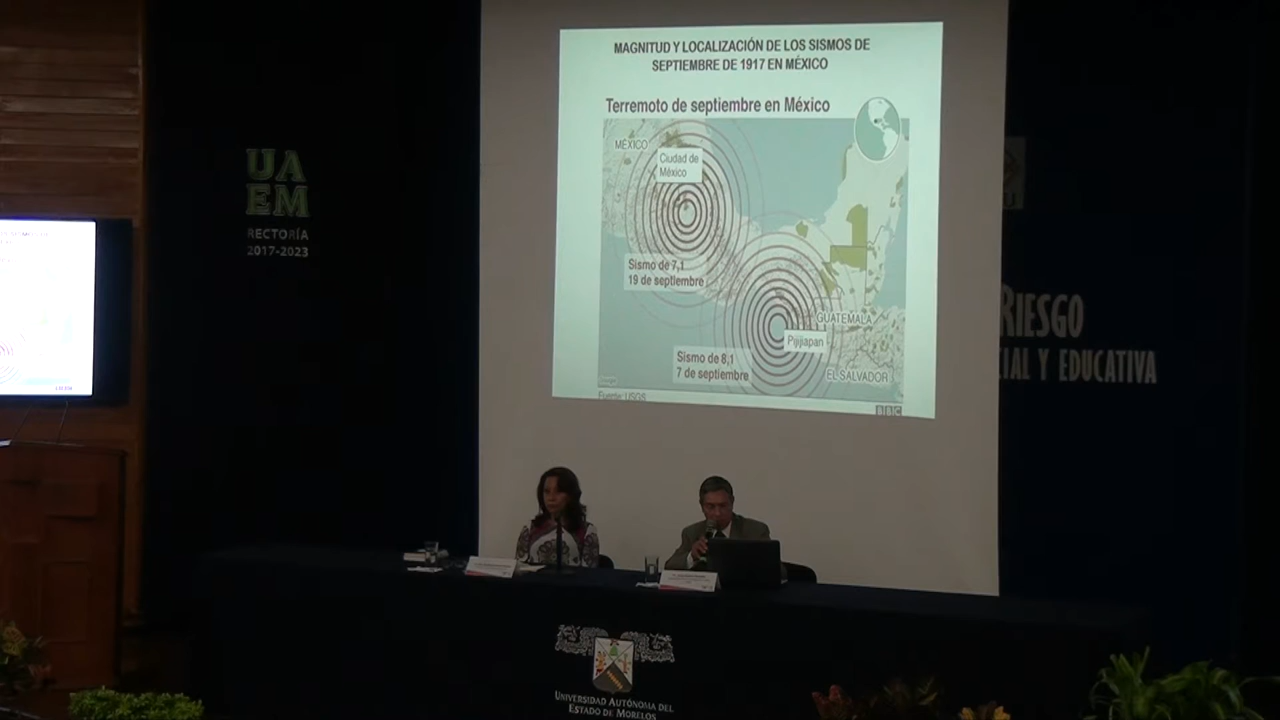 MAGNITUD Y LOCALIZACIÓN DE LOS SISMOS DE
SEPTIEMBRE DE 1917 EN MÉXICO
Terremoto de septiembre en México
MÉXICO
Ciudad de
México
Sismo de 7,1
19 de septiembre
GUATEMALA
Pijijiapan
Sismo de 8,1
7 de septiembre
EL SALVADOR
Fuente: USGS
BBC
UA
EM
RECTORÍA
2017-2023
RIESGO
CIAL Y EDUCATIVA
UNIVERSIDAD AUTÓNOMA DEL
ESTADO DE MORELOS